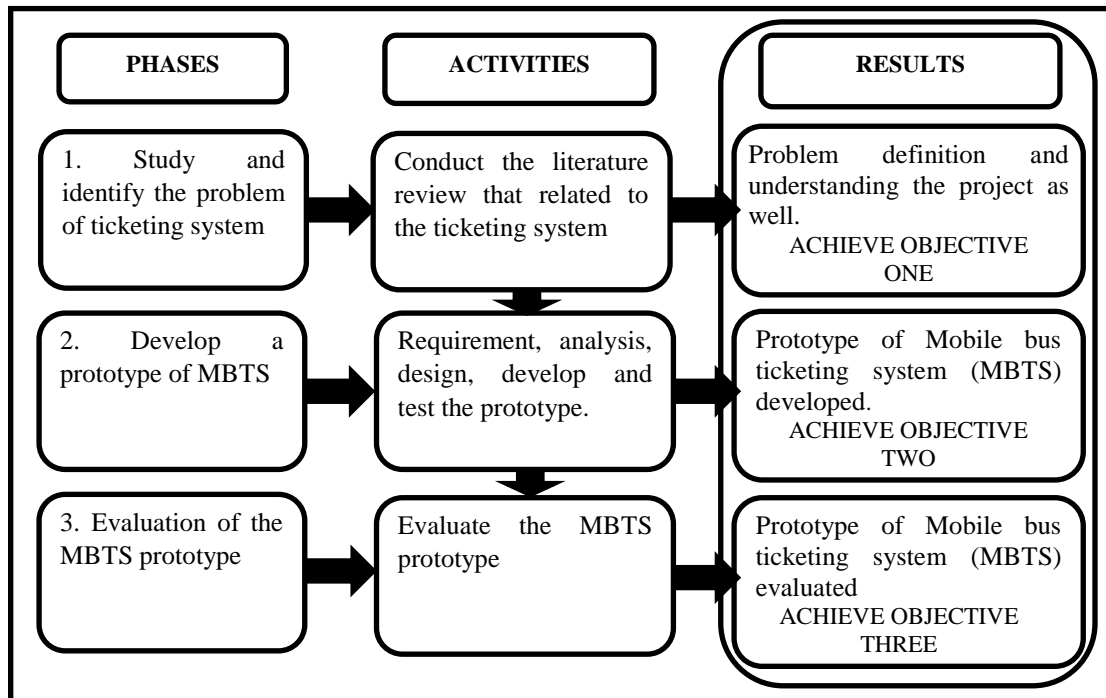 PHASES
ACTIVITIES
RESULTS
1. Study and
identify the problem
of ticketing system
Conduct the literature
review that related to
the ticketing system
Problem definition and
understanding the project as
well.
ACHIEVE OBJECTIVE
ONE
2. Develop a
prototype of MBTS
Requirement, analysis,
design, develop and
test the prototype.
Prototype of Mobile bus
ticketing system (MBTS)
developed.
ACHIEVE OBJECTIVE
TWO
3. Evaluation of the
MBTS prototype
Evaluate the MBTS
prototype
Prototype of Mobile bus
ticketing system (MBTS)
evaluated
ACHIEVE OBJECTIVE
THREE